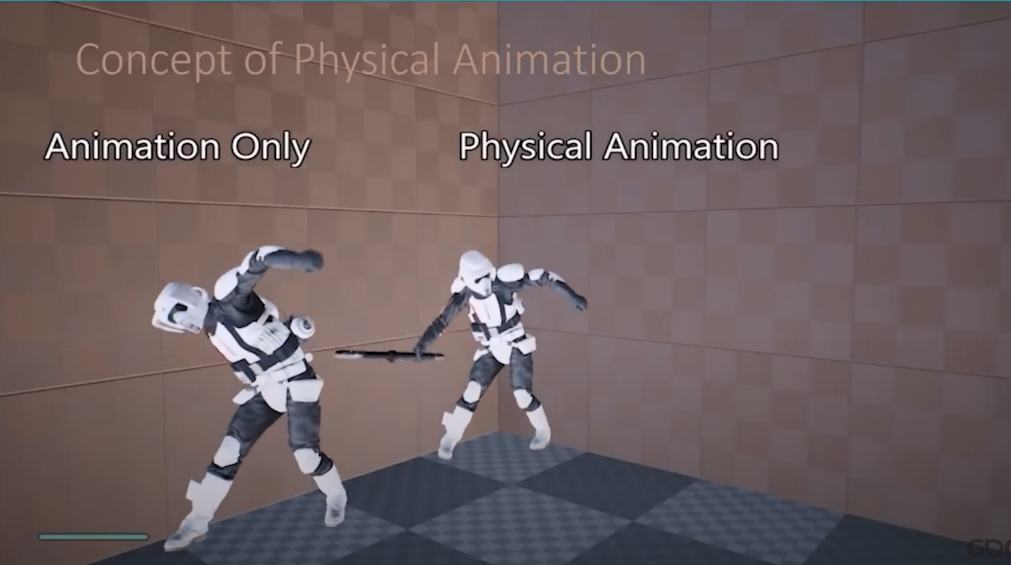 Concept of Physical Animation
Animation Only
Physical Animation